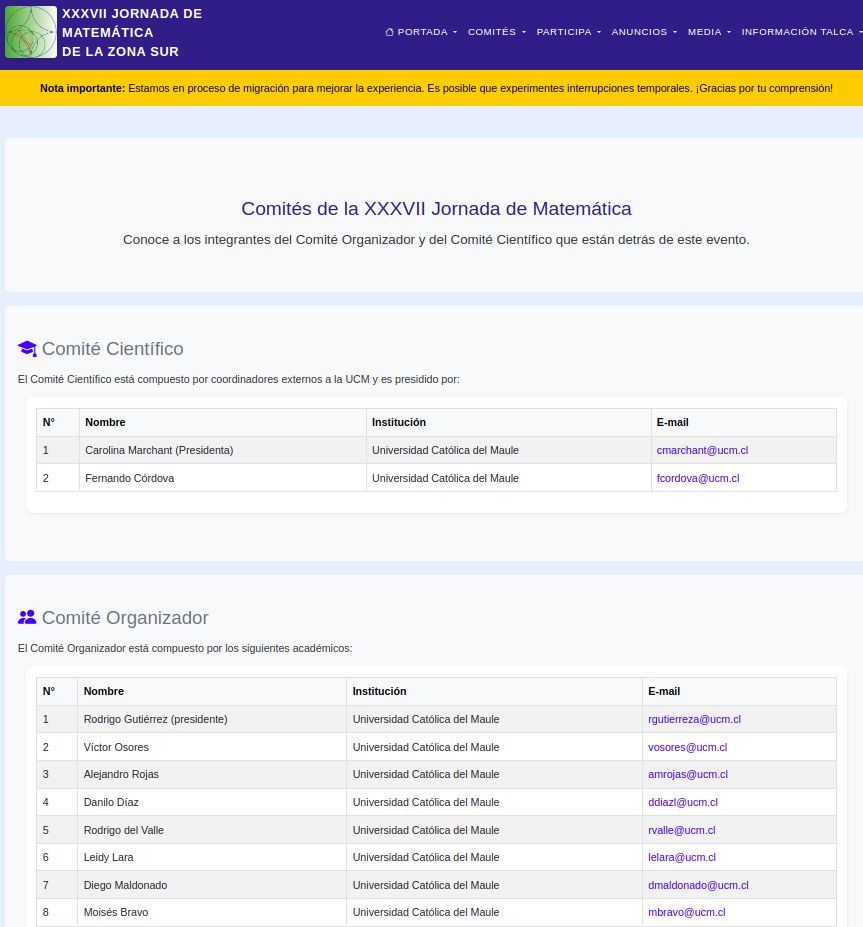 XXXVII JORNADA DE
MATEMÁTICA
DE LA ZONA SUR
PORTADA COMITÉS PARTICIPA ANUNCIOS MEDIA INFORMACIÓN TALCA
Nota importante: Estamos en proceso de migración para mejorar la experiencia. Es posible que experimentes interrupciones temporales. ¡Gracias por tu comprensión!
Comités de la XXXVII Jornada de Matemática
Conoce a los integrantes del Comité Organizador y del Comité Científico que están detrás de este evento.
Comité Científico
El Comité Científico está compuesto por coordinadores externos a la UCM y es presidido por:
N° Nombre Institución E-mail
1 Carolina Marchant (Presidenta) Universidad Católica del Maule cmarchant@ucm.cl
2 Fernando Córdova Universidad Católica del Maule fcordova@ucm.cl
Comité Organizador
El Comité Organizador está compuesto por los siguientes académicos:
N° Nombre Institución E-mail
1 Rodrigo Gutiérrez (presidente) Universidad Católica del Maule rgutierreza@ucm.cl
2 Víctor Osores Universidad Católica del Maule vosores@ucm.cl
3 Alejandro Rojas Universidad Católica del Maule amrojas@ucm.cl
4 Danilo Díaz Universidad Católica del Maule ddiazl@ucm.cl
5 Rodrigo del Valle Universidad Católica del Maule rvalle@ucm.cl
6 Leidy Lara Universidad Católica del Maule lelara@ucm.cl
7 Diego Maldonado Universidad Católica del Maule dmaldonado@ucm.cl
8 Moisés Bravo Universidad Católica del Maule mbravo@ucm.cl